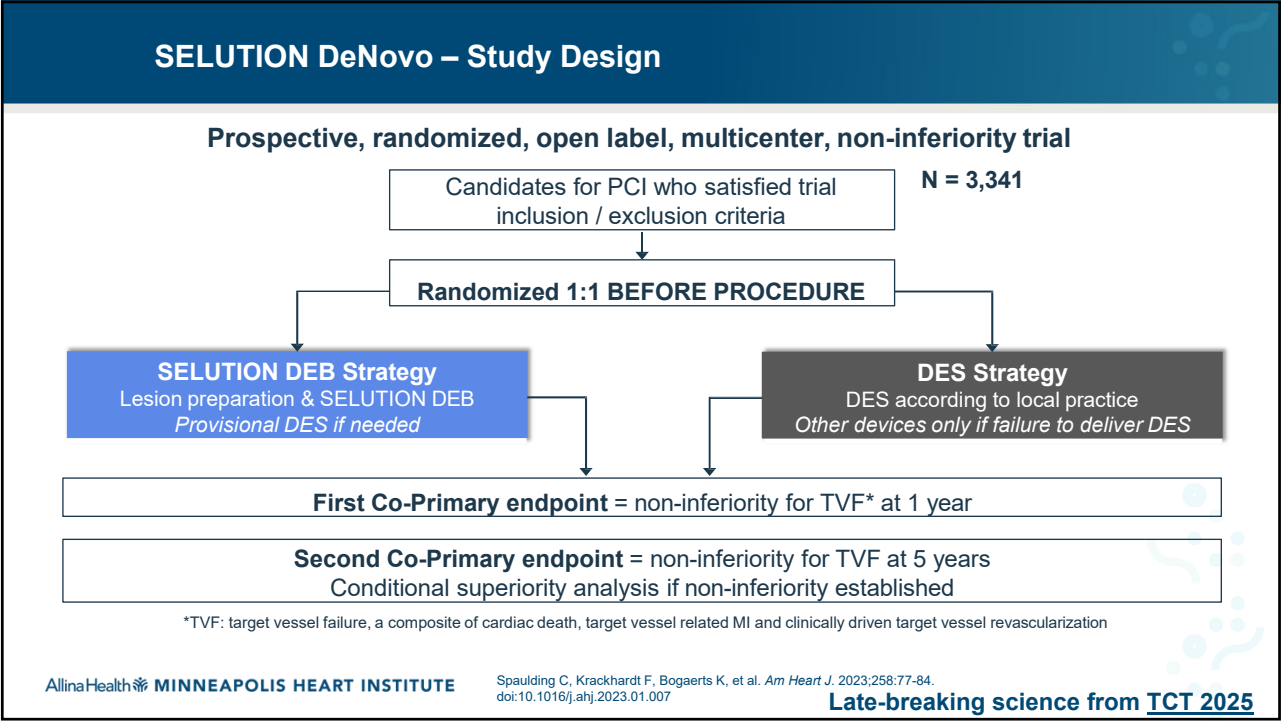 SELUTION DeNovo – Study Design
Prospective, randomized, open label, multicenter, non-inferiority trial
Candidates for PCI who satisfied trial
inclusion / exclusion criteria
N = 3,341
Randomized 1:1 BEFORE PROCEDURE
SELUTION DEB Strategy
Lesion preparation & SELUTION DEB
Provisional DES if needed
DES Strategy
DES according to local practice
Other devices only if failure to deliver DES
First Co-Primary endpoint = non-inferiority for TVF* at 1 year
Second Co-Primary endpoint = non-inferiority for TVF at 5 years
Conditional superiority analysis if non-inferiority established
*TVF: target vessel failure, a composite of cardiac death, target vessel related MI and clinically driven target vessel revascularization
AllinaHealth MINNEAPOLIS HEART INSTITUTE
Spaulding C, Krackhardt F, Bogaerts K, et al. Am Heart J. 2023;258:77-84.
doi:10.1016/j.ahj.2023.01.007
Late-breaking science from TCT 2025